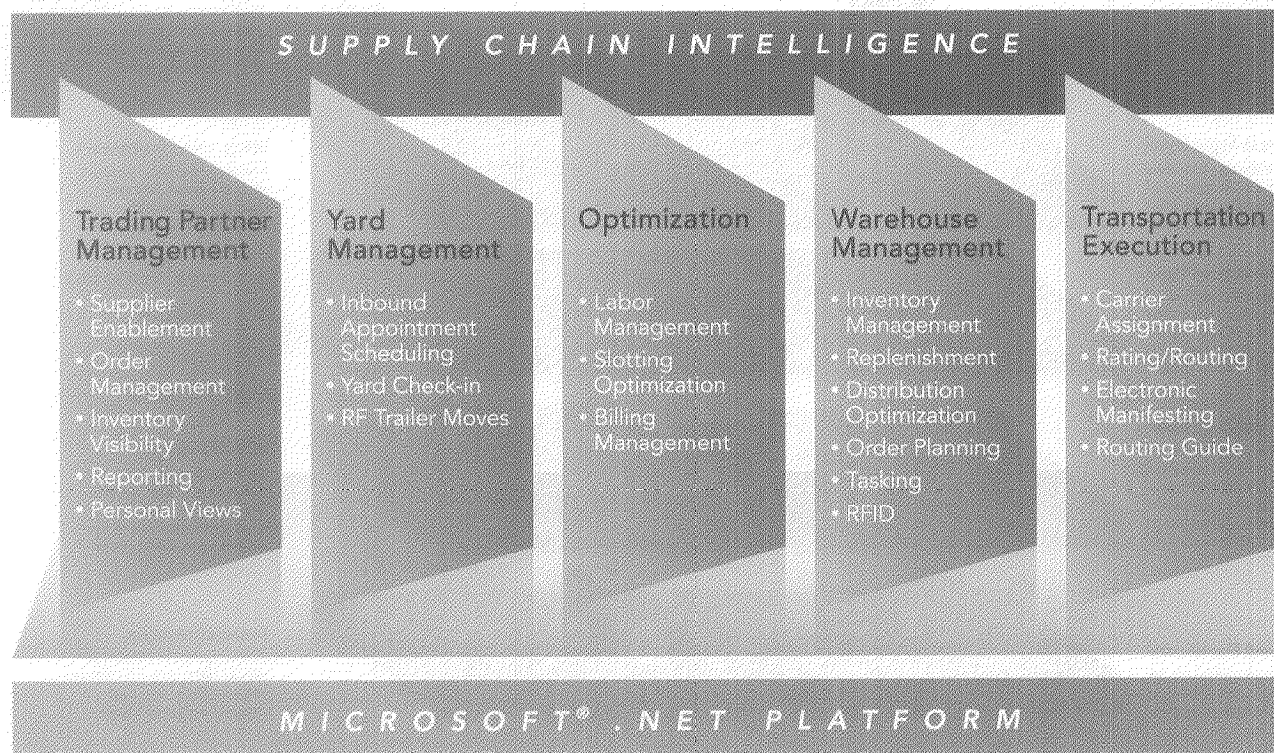 SUPPLY CHAIN INTELLIGENCE
Trading Partner
Management
• Supplier
Enablement
• Order
Management
• Inventory
Visibility
• Reporting
• Personal Views
Yard
Management
• Inbound
Appointment
Scheduling
• Yard Check-in
• RF Trailer Moves
Optimization
• Labor
Management
• Slotting
Optimization
• Billing
Management
Warehouse
Management
• Inventory
Management
• Replenishment
• Distribution
Optimization
• Order Planning
• Tasking
• RFID
Transportation
Execution
• Carrier
Assignment
• Rating/Routing
• Electronic
Manifesting
• Routing Guide
MICROSOFT® .NET PLATFORM